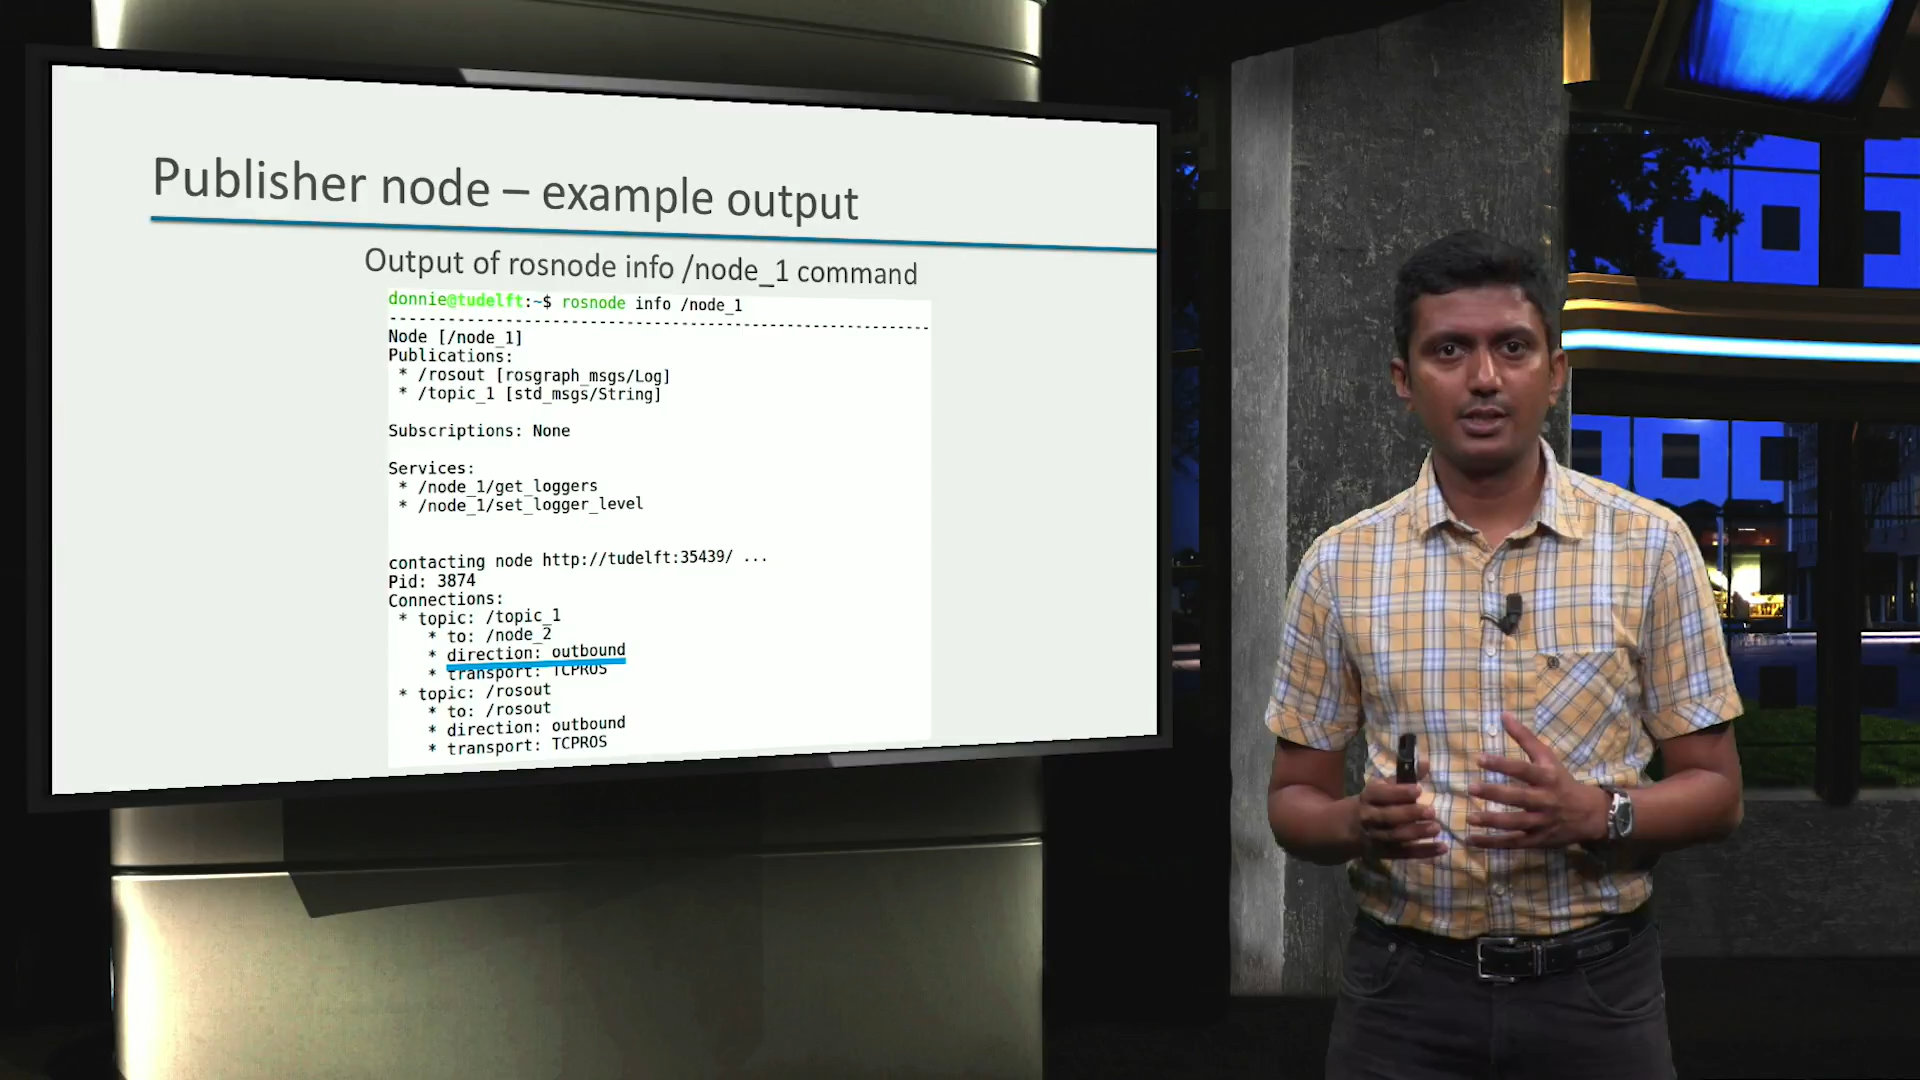 Publisher node – example output
Output of rosnode info /node_1 command
donnie@tudelft:~$ rosnode info /node_1
--------------------------------------------------------------------------------
Node [/node_1]
Publications:
* /rosout [rosgraph_msgs/Log]
* /topic_1 [std_msgs/String]
Subscriptions: None
Services:
* /node_1/get_loggers
* /node_1/set_logger_level
contacting node http://tudelft:35439/ ...
Pid: 3874
Connections:
* topic: /topic_1
* to: /node_2
* direction: outbound
* transport: TCPROS
* topic: /rosout
* to: /rosout
* direction: outbound
* transport: TCPROS